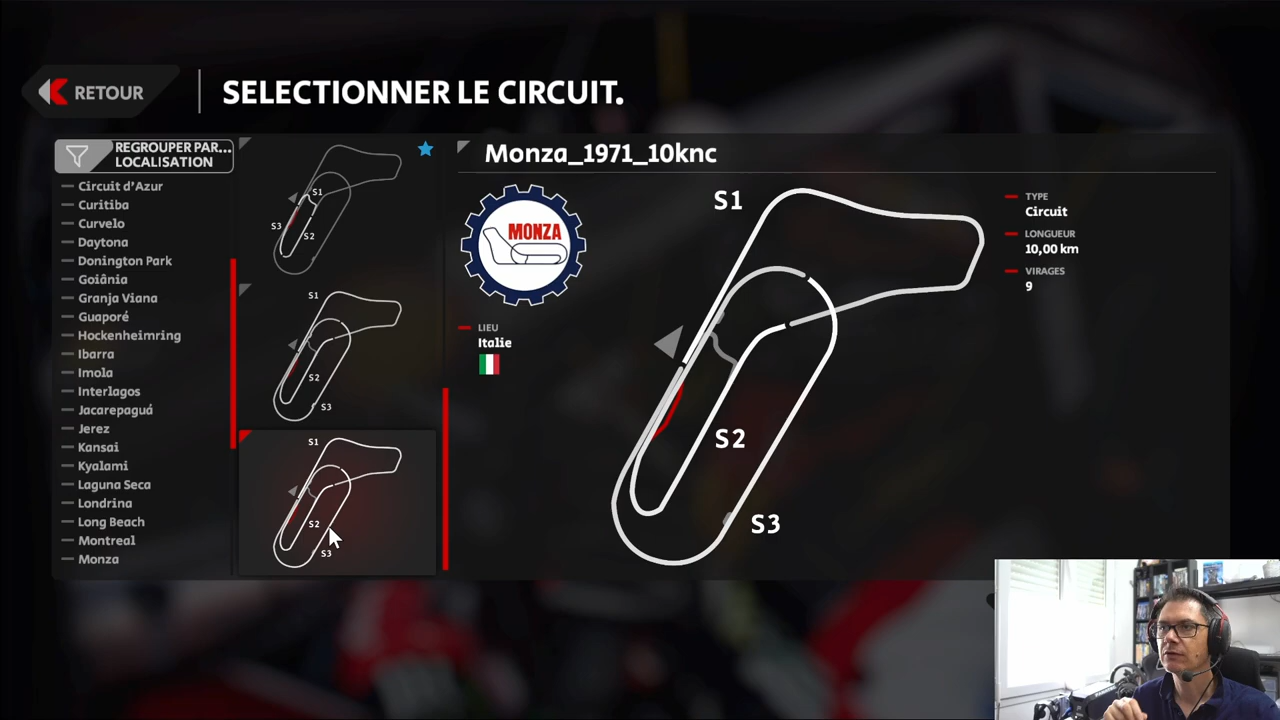 RETOUR
SELECTIONNER LE CIRCUIT.
REGROUPER PAR...
LOCALISATION
Circuit d'Azur
Curitiba
Curvelo
Daytona
Donington Park
Goiânia
Granja Viana
Guaporé
Hockenheimring
Ibarra
Imola
Interlagos
Jacarepaguá
Jerez
Kansai
Kyalami
Laguna Seca
Londrina
Long Beach
Montreal
Monza
S1
S3
S2
S1
S2
S3
S1
S2
S3
Monza_1971_10knc
MONZA
LIEU
Italie
S1
S2
S3
TYPE
Circuit
LONGUEUR
10,00 km
VIRAGES
9